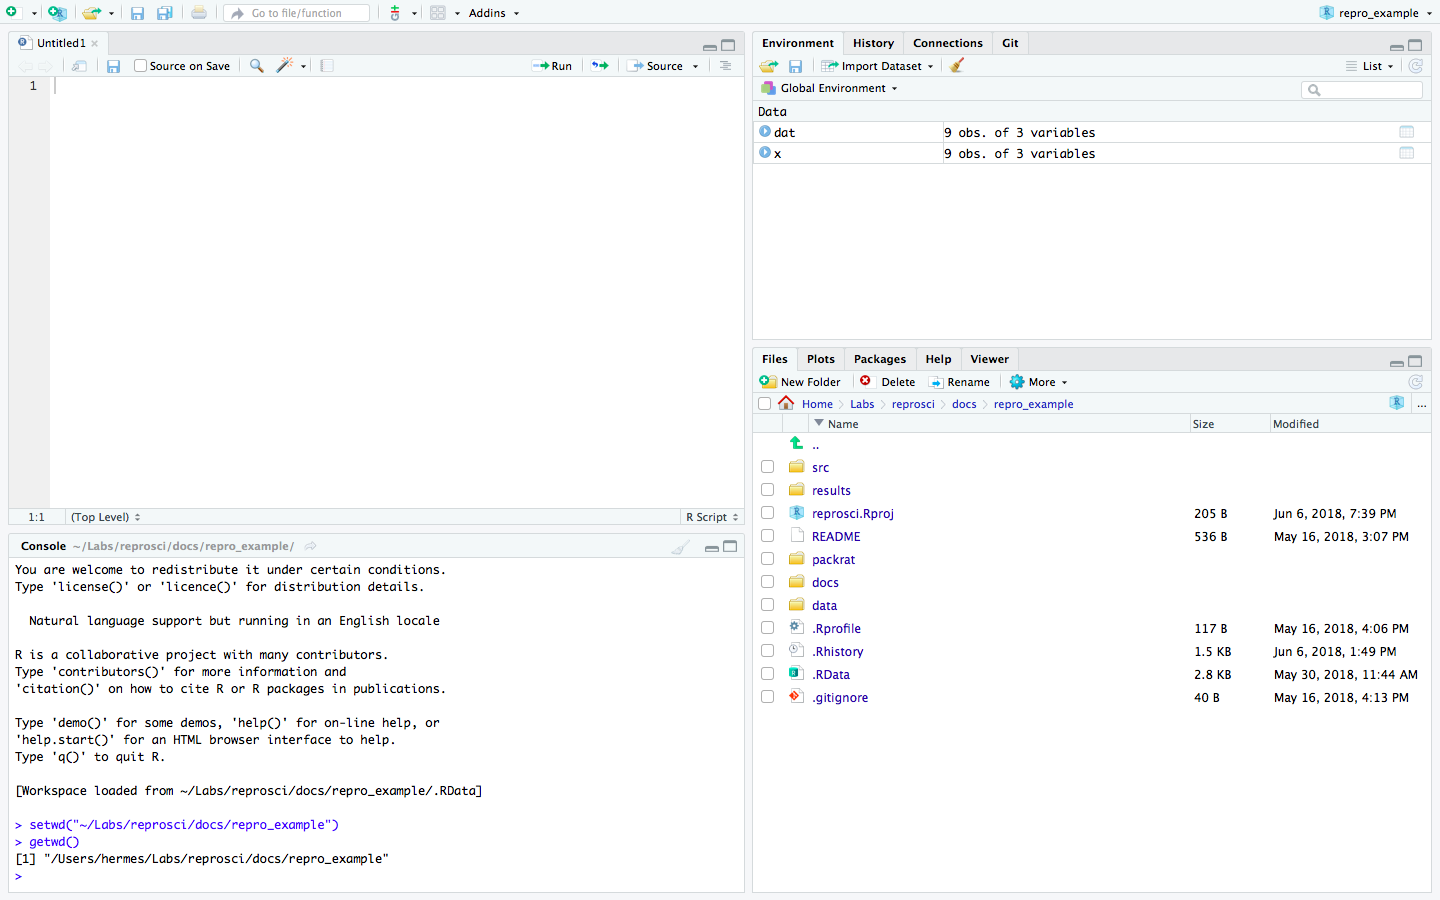 Go to file/function
Addins
repro_example
Untitled1
Source on Save
Run
Source
1
1:1
(Top Level)
R Script
Console ~/Labs/reprosci/docs/repro_example/
You are welcome to redistribute it under certain conditions.
Type 'license()' or 'licence()' for distribution details.
Natural language support but running in an English locale
R is a collaborative project with many contributors.
Type 'contributors()' for more information and
'citation()' on how to cite R or R packages in publications.
Type 'demo()' for some demos, 'help()' for on-line help, or
'help.start()' for an HTML browser interface to help.
Type 'q()' to quit R.
[Workspace loaded from ~/Labs/reprosci/docs/repro_example/.RData]
> setwd("~/Labs/reprosci/docs/repro_example")
> getwd()
[1] "/Users/hermes/Labs/reprosci/docs/repro_example"
>
Environment History Connections Git
Import Dataset
List
Global Environment
Data
dat 9 obs. of 3 variables
x 9 obs. of 3 variables
Files Plots Packages Help Viewer
New Folder Delete Rename More
Home Labs reprosci docs repro_example ...
Name Size Modified
..
src
results
reprosci.Rproj 205 B Jun 6, 2018, 7:39 PM
README 536 B May 16, 2018, 3:07 PM
packrat
docs
data
.Rprofile 117 B May 16, 2018, 4:06 PM
.Rhistory 1.5 KB Jun 6, 2018, 1:49 PM
.RData 2.8 KB May 30, 2018, 11:44 AM
.gitignore 40 B May 16, 2018, 4:13 PM